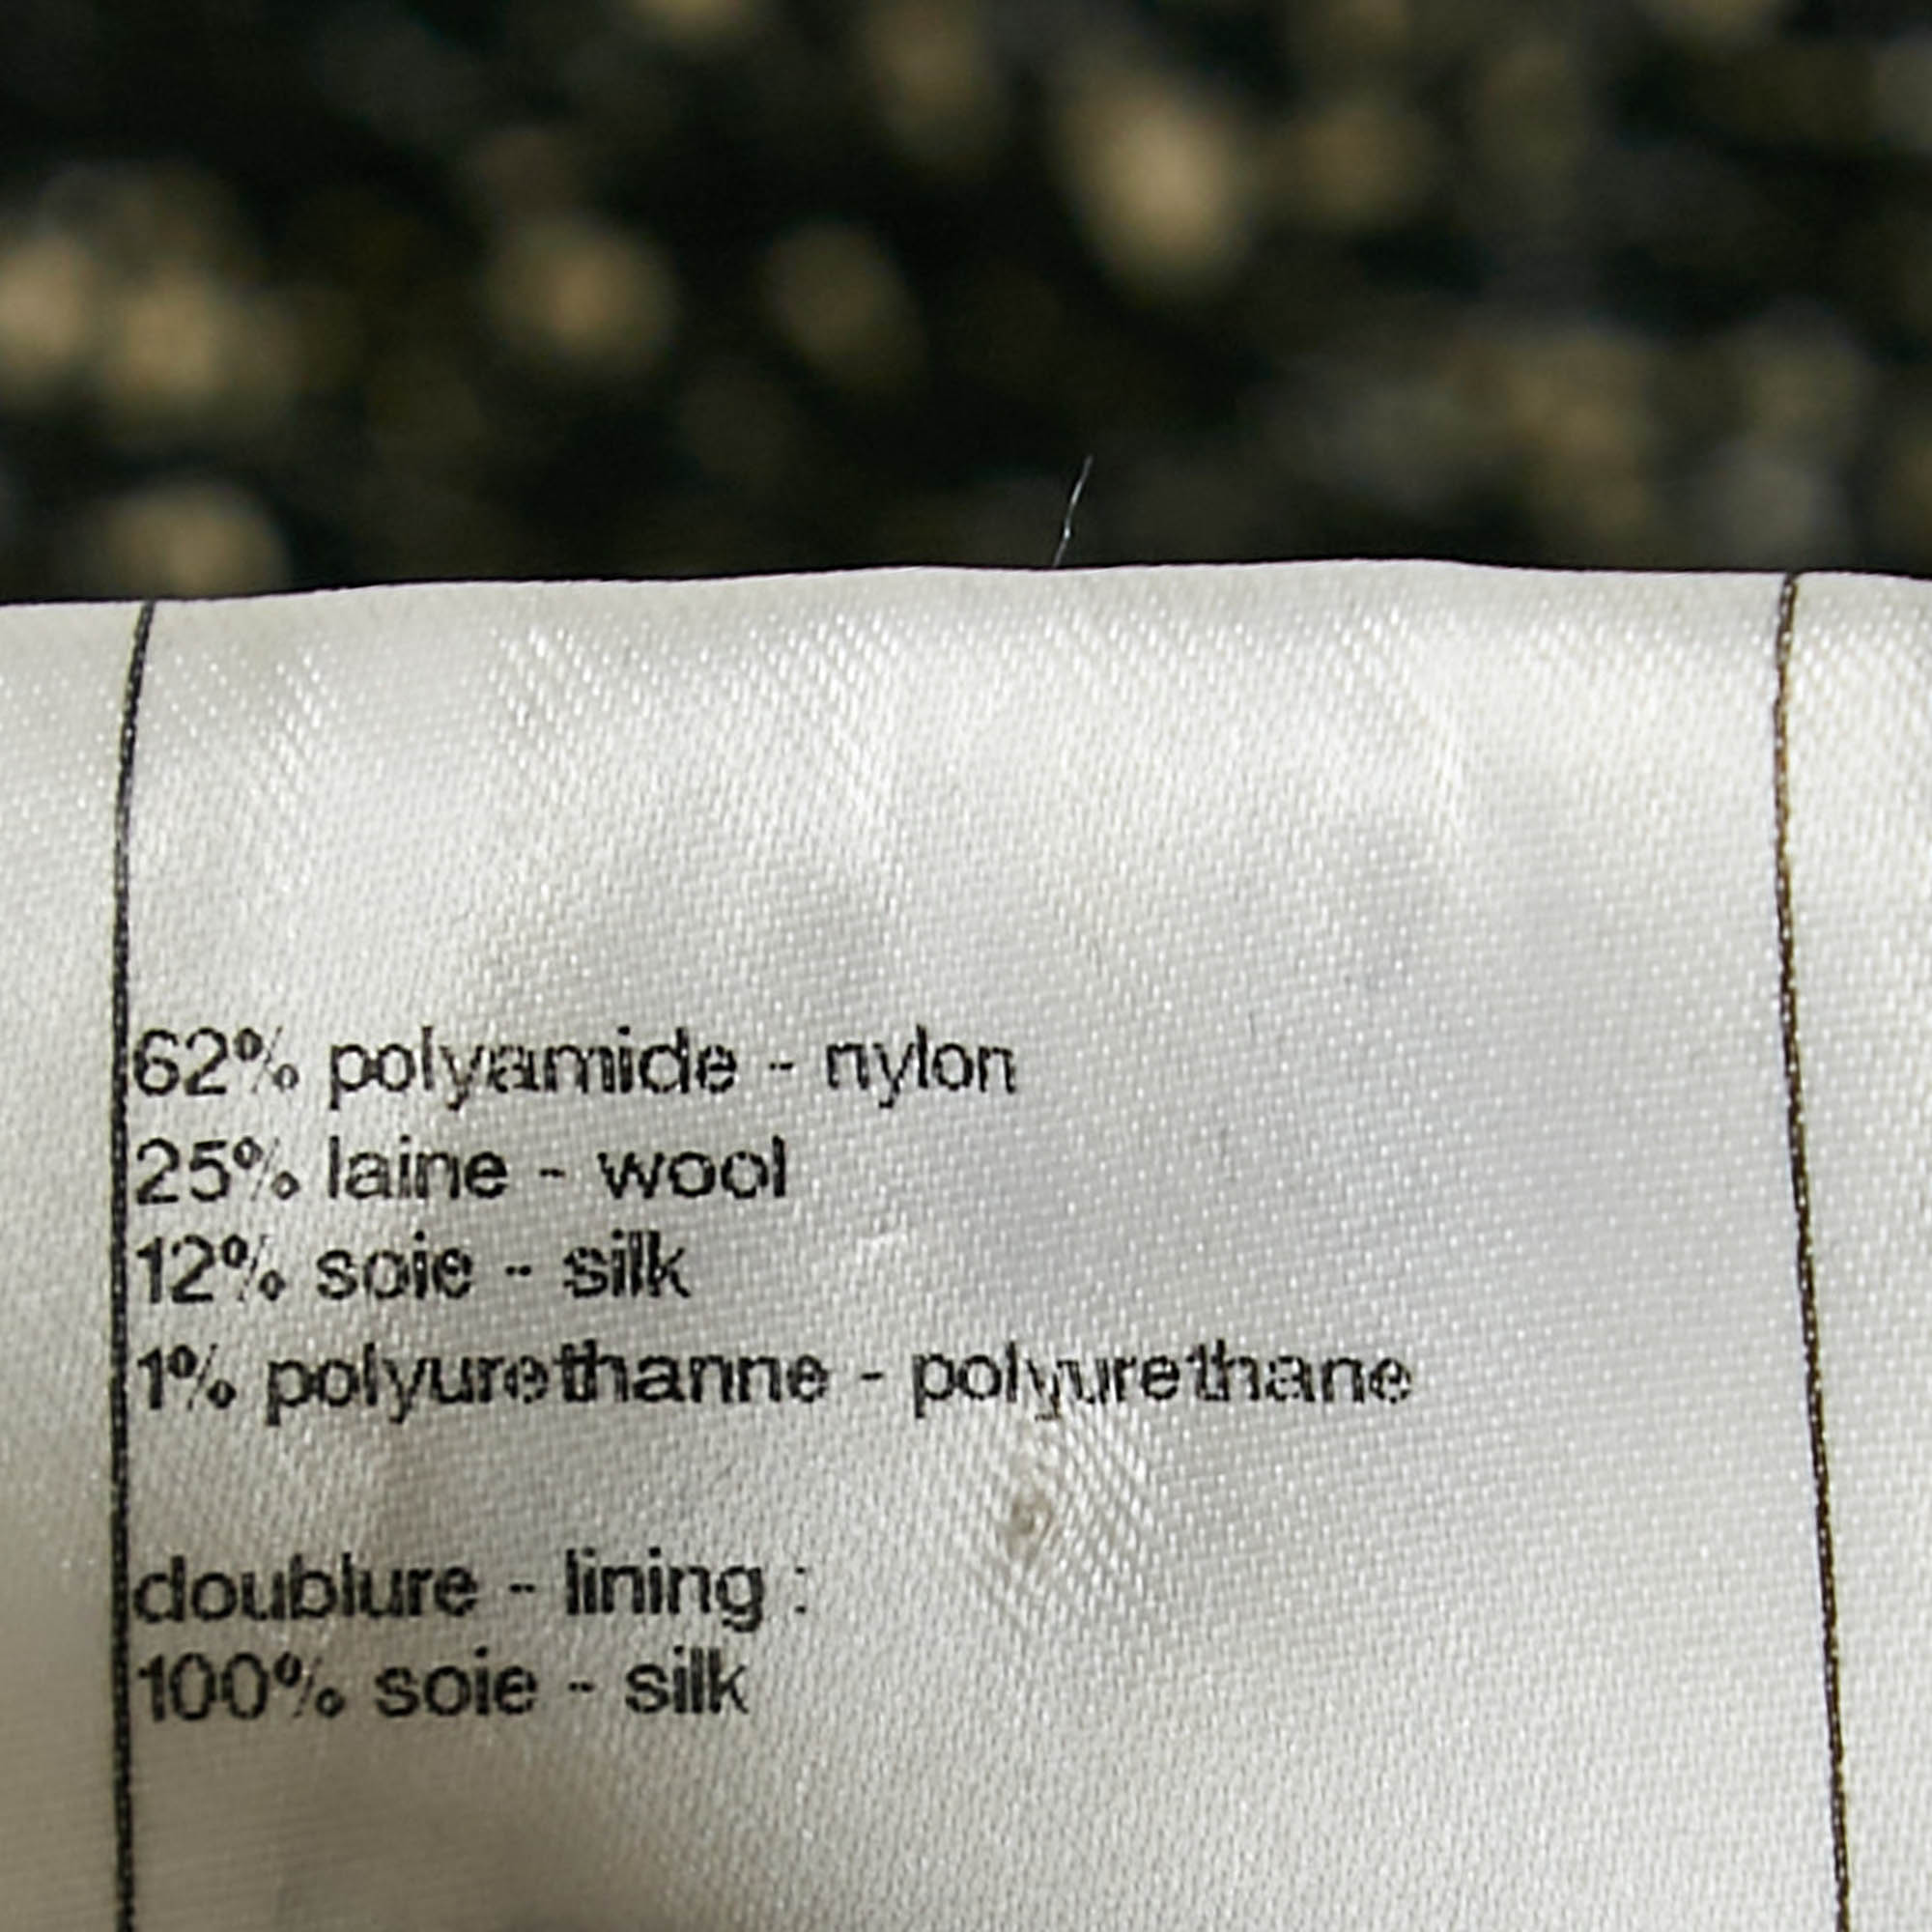 62% polyamide - nylon
25% laine - wool
12% soie - silk
1% polyurethanne - polyurethane
doublure - lining :
100% soie - silk